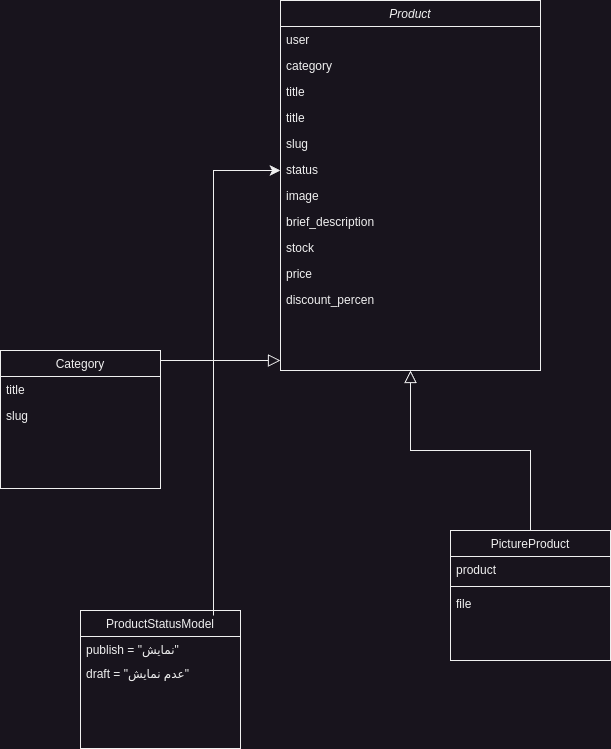 Product
user
category
title
title
slug
status
image
brief_description
stock
price
discount_percen
Category
title
slug
PictureProduct
product
file
ProductStatusModel
publish = "نمایش"
draft = "عدم نمایش"